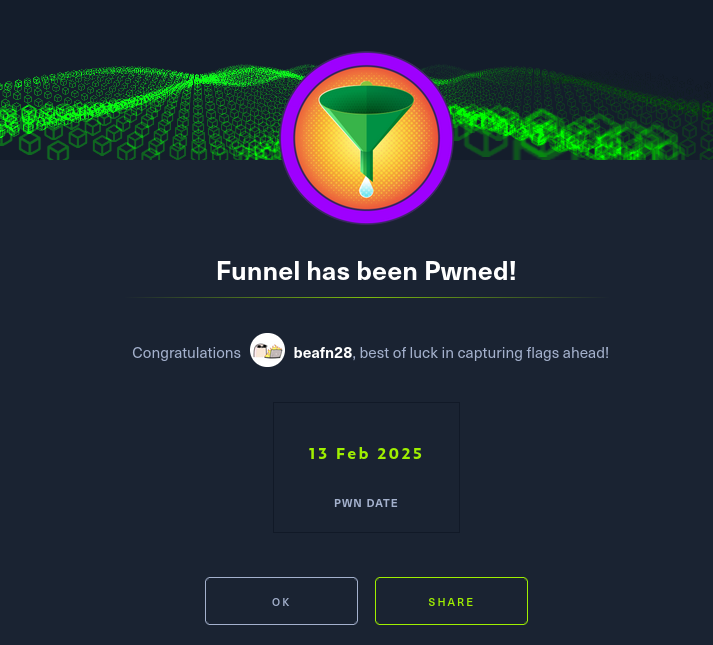 Funnel has been Pwned!
Congratulations beafn28, best of luck in capturing flags ahead!
13 Feb 2025
PWN DATE
OK SHARE